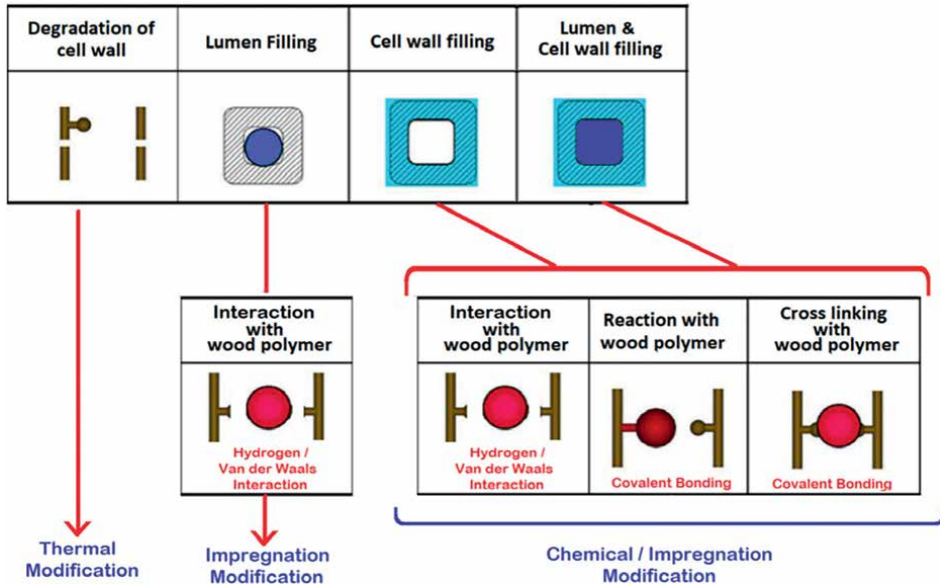 Degradation of
cell wall
Lumen Filling
Cell wall filling
Lumen &
Cell wall filling
Interaction
with
wood polymer
Hydrogen /
Van der Waals
Interaction
Interaction
with
wood polymer
Hydrogen /
Van der Waals
Interaction
Reaction with
wood polymer
Covalent Bonding
Cross linking
with
wood polymer
Covalent Bonding
Thermal
Modification
Impregnation
Modification
Chemical / Impregnation
Modification